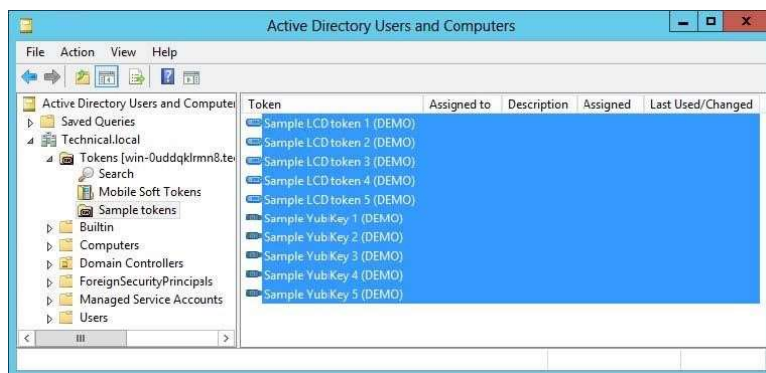 Active Directory Users and Computers
File Action View Help
Active Directory Users and Computer
Saved Queries
Technical.local
Tokens [win-0uddqklrmn8.te
Search
Mobile Soft Tokens
Sample tokens
Builtin
Computers
Domain Controllers
ForeignSecurityPrincipals
Managed Service Accounts
Users
Token Assigned to Description Assigned Last Used/Changed
Sample LCD token 1 (DEMO)
Sample LCD token 2 (DEMO)
Sample LCD token 3 (DEMO)
Sample LCD token 4 (DEMO)
Sample LCD token 5 (DEMO)
Sample YubiKey 1 (DEMO)
Sample YubiKey 2 (DEMO)
Sample YubiKey 3 (DEMO)
Sample YubiKey 4 (DEMO)
Sample YubiKey 5 (DEMO)